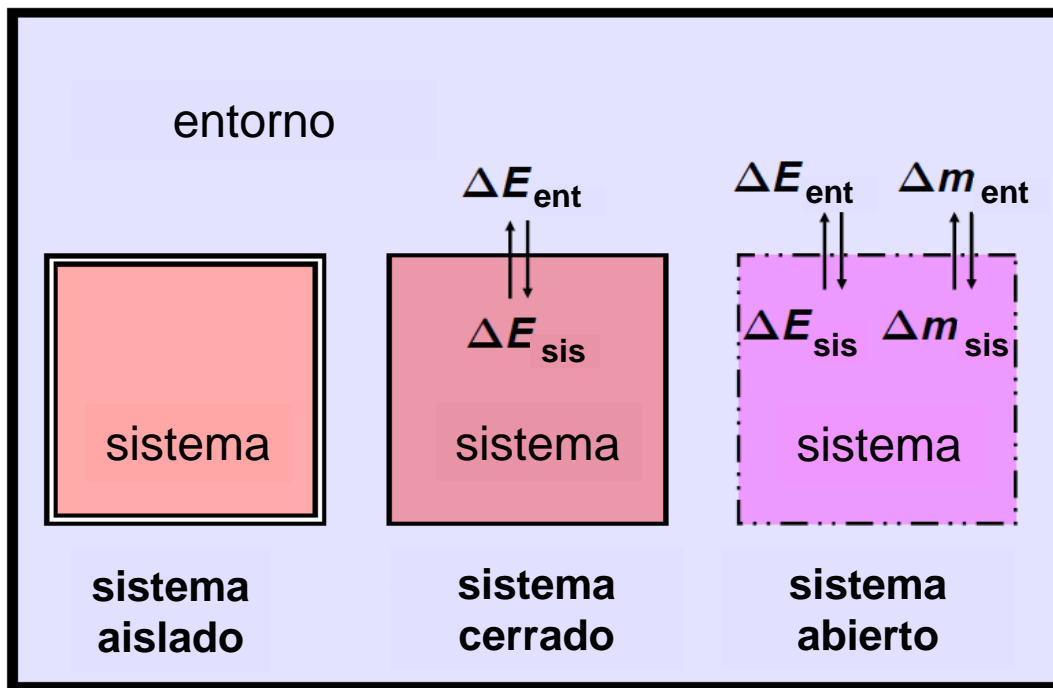 entorno
ΔE ent
ΔE ent Δm ent
ΔE sis
ΔE sis Δm sis
sistema
sistema
sistema
sistema
aislado
sistema
cerrado
sistema
abierto